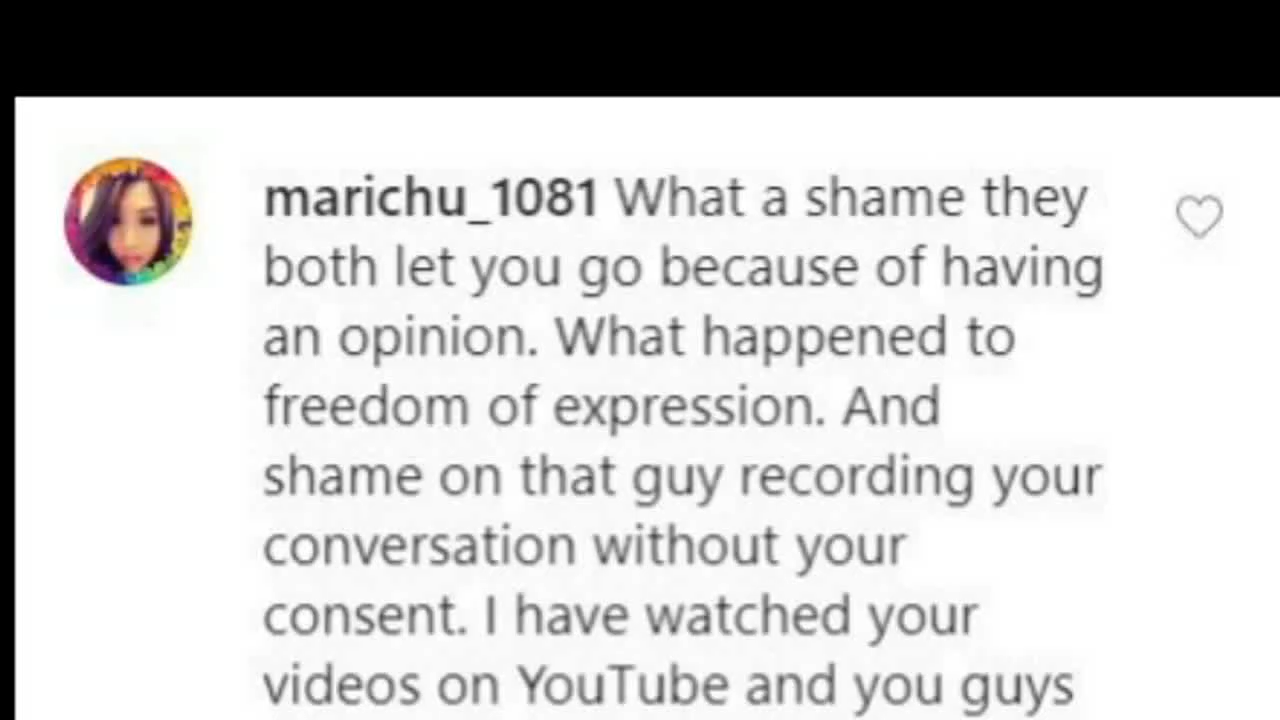 marichu_1081 What a shame they
both let you go because of having
an opinion. What happened to
freedom of expression. And
shame on that guy recording your
conversation without your
consent. I have watched your
videos on YouTube and you guys